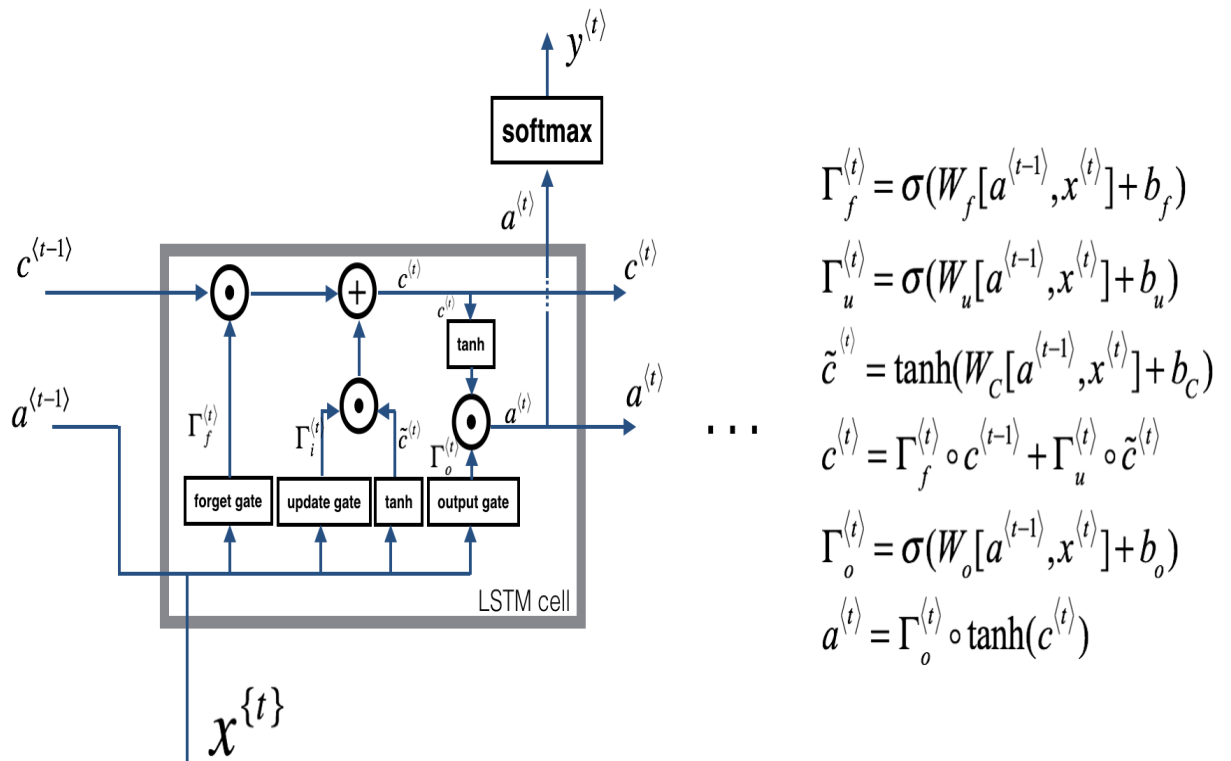 y⟨t⟩
softmax
a⟨t⟩
c⟨t−1⟩
c⟨t⟩
c⟨t⟩
c⟨t⟩
tanh
a⟨t−1⟩
a⟨t⟩
a⟨t⟩
Γf⟨t⟩
Γi⟨t⟩
c̃⟨t⟩
Γo⟨t⟩
...
forget gate
update gate
tanh
output gate
LSTM cell
x{t}
Γf⟨t⟩ = σ(Wf[a⟨t−1⟩, x⟨t⟩] + bf)
Γu⟨t⟩ = σ(Wu[a⟨t−1⟩, x⟨t⟩] + bu)
c̃⟨t⟩ = tanh(WC[a⟨t−1⟩, x⟨t⟩] + bC)
c⟨t⟩ = Γf⟨t⟩ ∘ c⟨t−1⟩ + Γu⟨t⟩ ∘ c̃⟨t⟩
Γo⟨t⟩ = σ(Wo[a⟨t−1⟩, x⟨t⟩] + bo)
a⟨t⟩ = Γo⟨t⟩ ∘ tanh(c⟨t⟩)